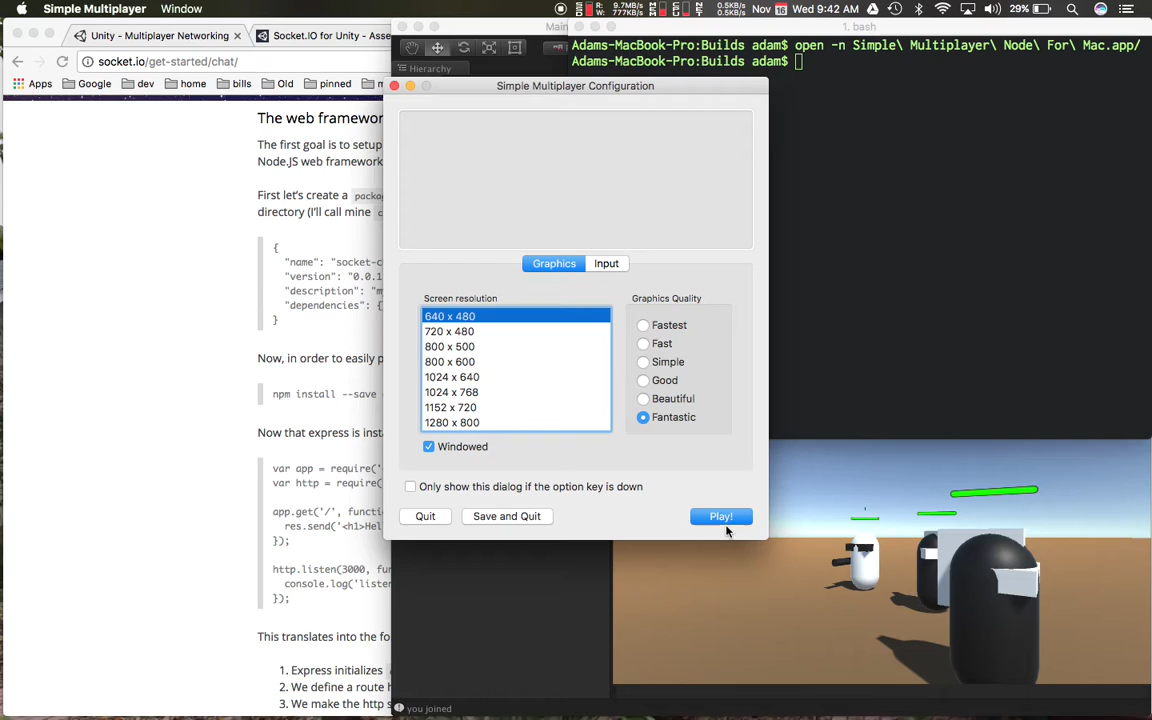 Simple Multiplayer Window
R: 9.7MB/s
W: 777KB/s
0.5KB/s
0.5KB/s
Nov 16 Wed 9:42 AM
29%
Unity - Multiplayer Networking
Socket.IO for Unity - Asse
socket.io/get-started/chat/
Apps Google dev home bills Old pinned
Main
Hierarchy
1. bash
Adams-MacBook-Pro:Builds adam$ open -n Simple\ Multiplayer\ Node\ For\ Mac.app/
Adams-MacBook-Pro:Builds adam$
The web framewor
The first goal is to setup
Node.JS web framework
First let's create a packag
directory (I'll call mine
{
"name": "socket-c
"version": "0.0.1
"description": "m
"dependencies": {
}
Now, in order to easily p
npm install --save
Now that express is inst
var app = require('
var http = require(
app.get('/', functio
res.send('<h1>Hel
});
http.listen(3000, fu
console.log('listen
});
This translates into the fo
1. Express initializes
2. We define a route h
3. We make the http s
Simple Multiplayer Configuration
Graphics Input
Screen resolution
640 x 480
720 x 480
800 x 500
800 x 600
1024 x 640
1024 x 768
1152 x 720
1280 x 800
Windowed
Graphics Quality
Fastest
Fast
Simple
Good
Beautiful
Fantastic
Only show this dialog if the option key is down
Quit Save and Quit Play!
you joined